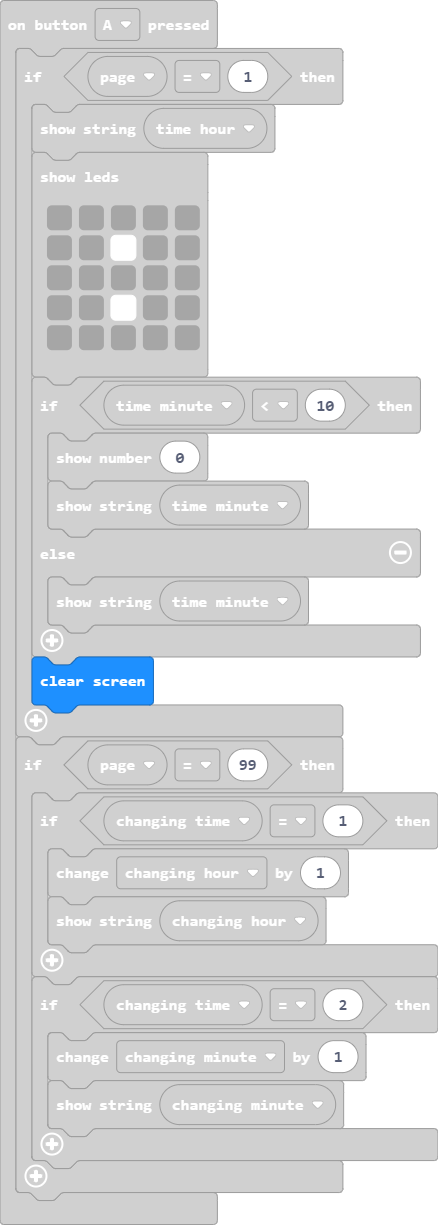 on button A pressed
if page = 1 then
show string time hour
show leds
if time minute < 10 then
show number 0
show string time minute
else
show string time minute
clear screen
if page = 99 then
if changing time = 1 then
change changing hour by 1
show string changing hour
if changing time = 2 then
change changing minute by 1
show string changing minute